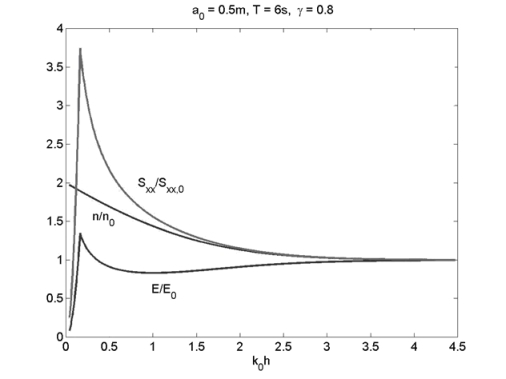 a₀ = 0.5m, T = 6s, γ = 0.8
4
3.5
3
2.5
2
1.5
1
0.5
0
Sₓₓ/Sₓₓ,₀
n/n₀
E/E₀
0 0.5 1 1.5 2 2.5 3 3.5 4 4.5
k₀h